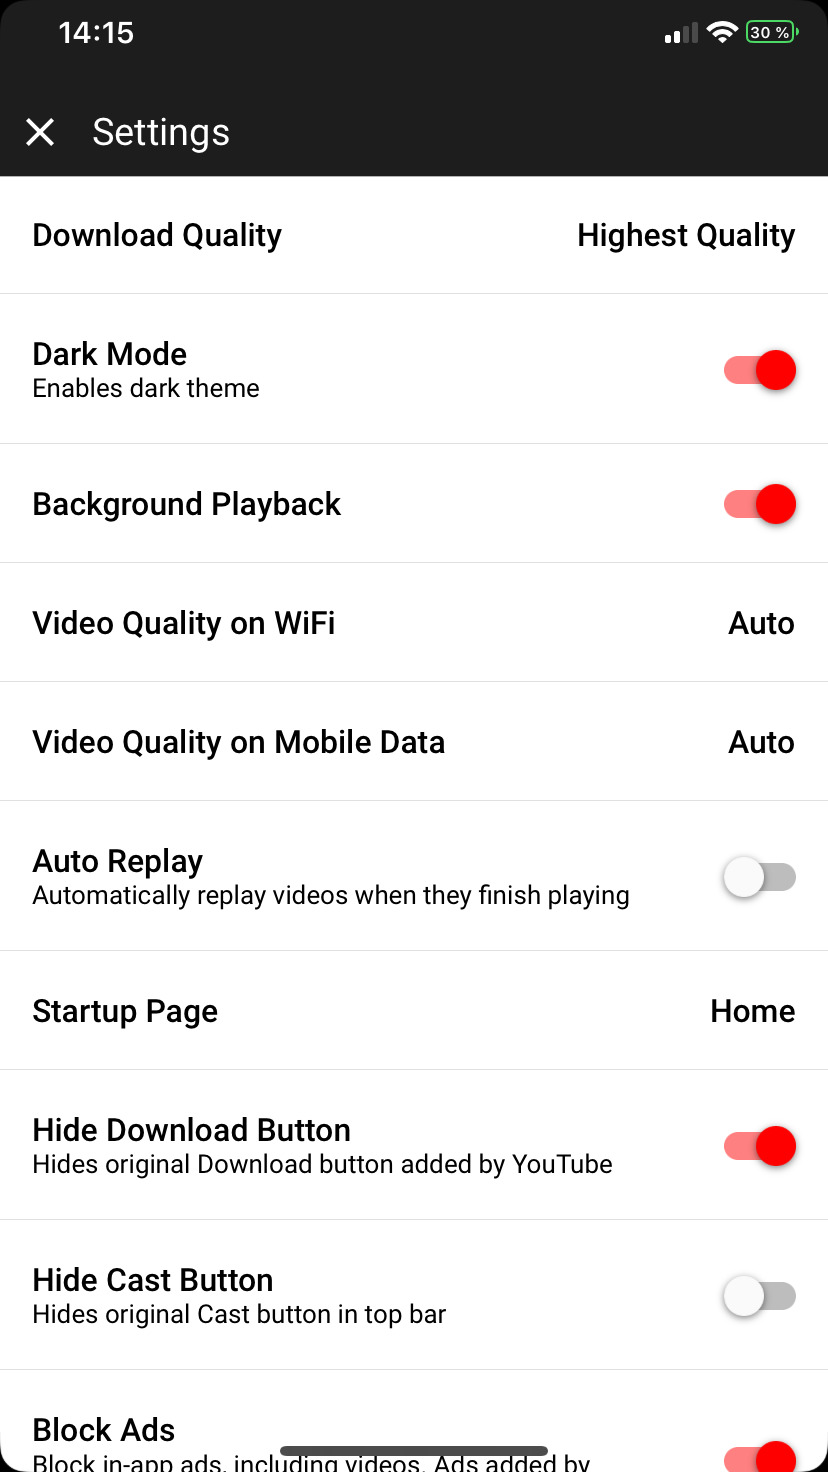 14:15
30 %
Settings
Download Quality
Highest Quality
Dark Mode
Enables dark theme
Background Playback
Video Quality on WiFi
Auto
Video Quality on Mobile Data
Auto
Auto Replay
Automatically replay videos when they finish playing
Startup Page
Home
Hide Download Button
Hides original Download button added by YouTube
Hide Cast Button
Hides original Cast button in top bar
Block Ads
Block in-app ads, including videos. Ads added by